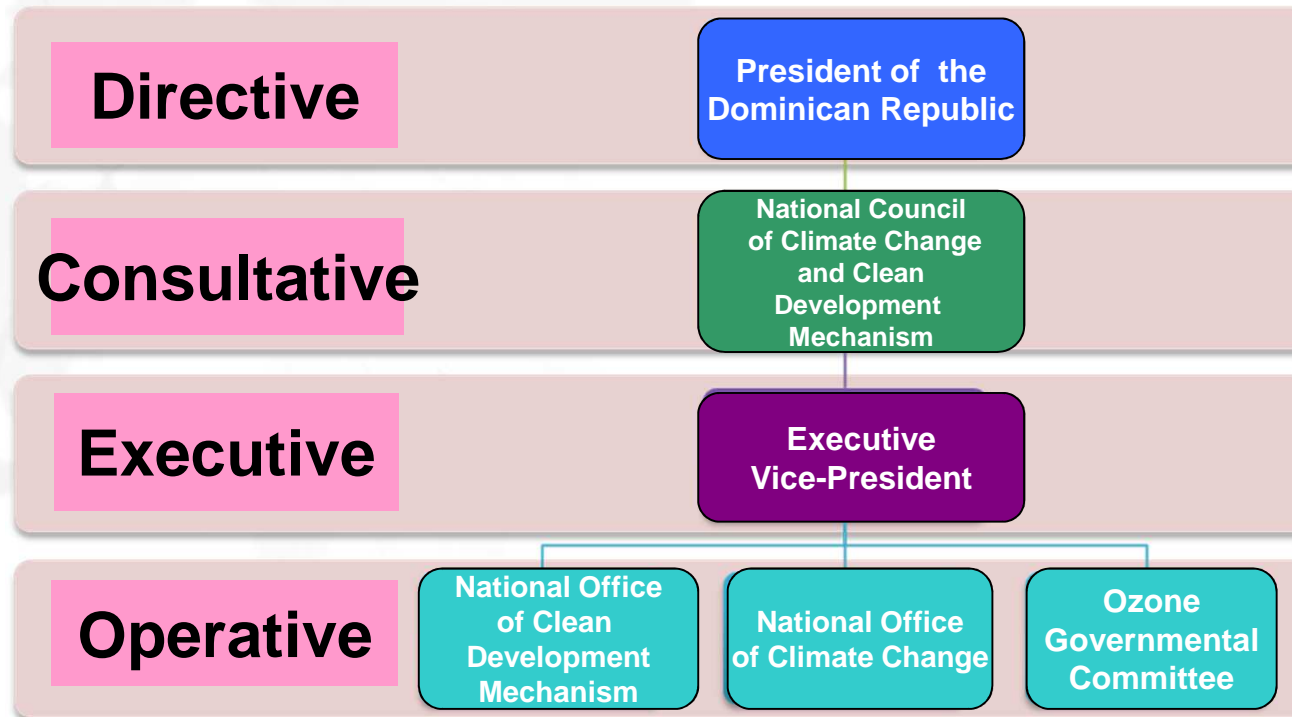 Directive
President of the
Dominican Republic
Consultative
National Council
of Climate Change
and Clean
Development
Mechanism
Executive
Executive
Vice-President
Operative
National Office
of Clean
Development
Mechanism
National Office
of Climate Change
Ozone
Governmental
Committee